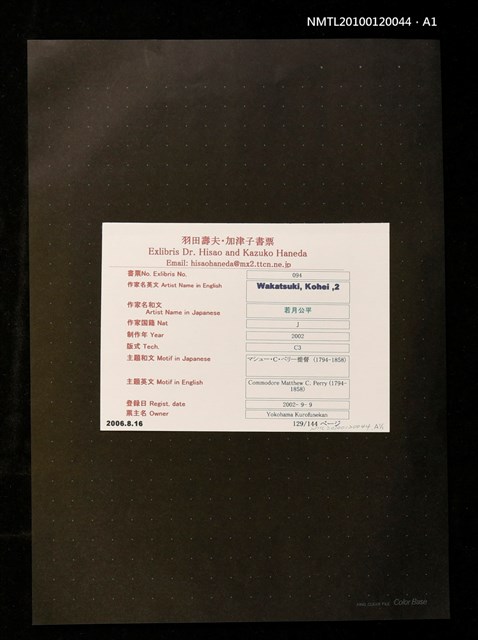 NMTL20100120044・A1
羽田壽夫・加津子書票
Exlibris Dr. Hisao and Kazuko Haneda
Email: hisaohaneda@mx2.ttcn.ne.jp
書票No. Exlibris No. 094
作家名英文 Artist Name in English Wakatsuki, Kohei ,2
作家名和文
Artist Name in Japanese 若月公平
作家国籍 Nat. J
制作年 Year 2002
版式 Tech. C3
主題和文 Motif in Japanese マシュー・C・ペリー提督 (1794-1858)
主題英文 Motif in English Commodore Matthew C. Perry (1794-
1858)
登録日 Regist. date 2002-9-9
票主名 Owner Yokohama Kurofunekan
2006.8.16 129/144 ページ
Color Base